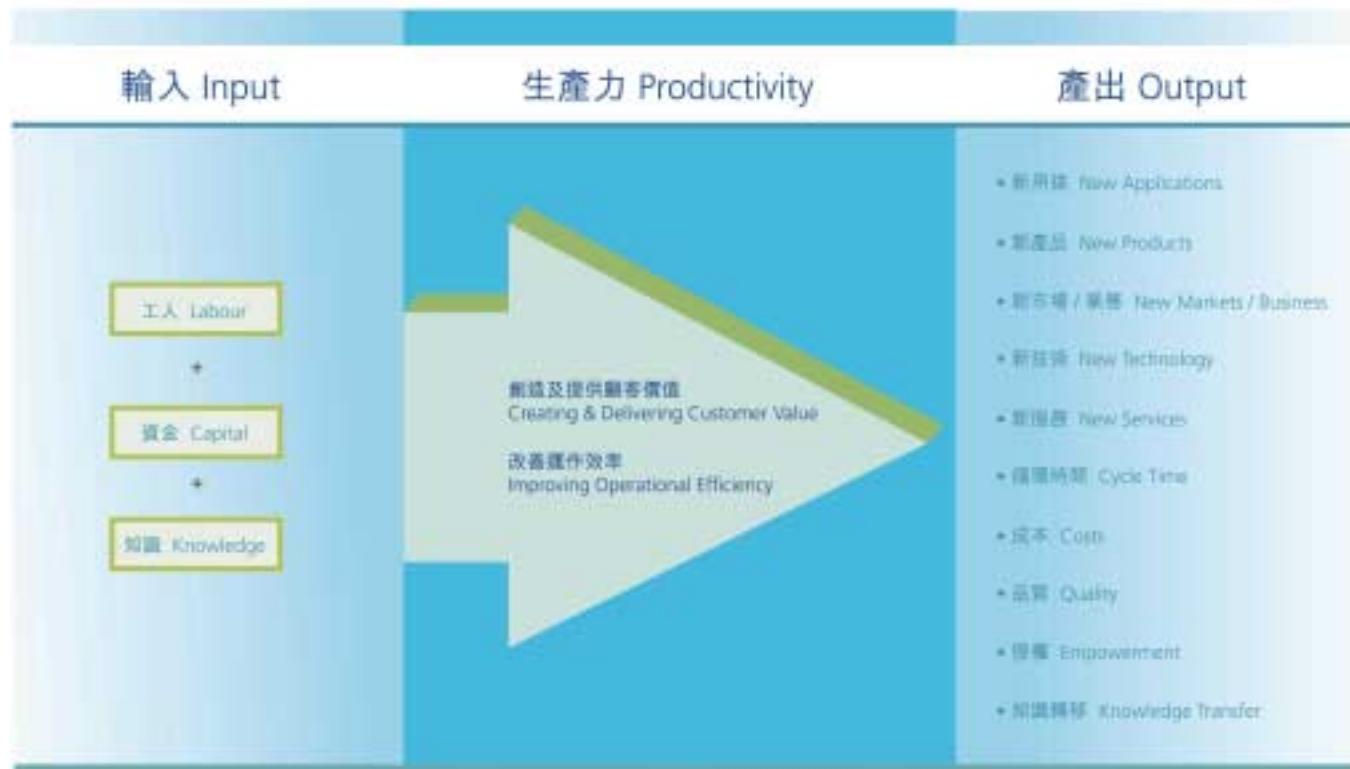 輸入 Input
生產力 Productivity
產出 Output
工人 Labour
+
資金 Capital
+
知識 Knowledge
創造及提供顧客價值
Creating & Delivering Customer Value
改善運作效率
Improving Operational Efficiency
• 新用途 New Applications
• 新產品 New Products
• 新市場 / 業務 New Markets / Business
• 新技術 New Technology
• 新服務 New Services
• 循環時間 Cycle Time
• 成本 Costs
• 品質 Quality
• 授權 Empowerment
• 知識轉移 Knowledge Transfer